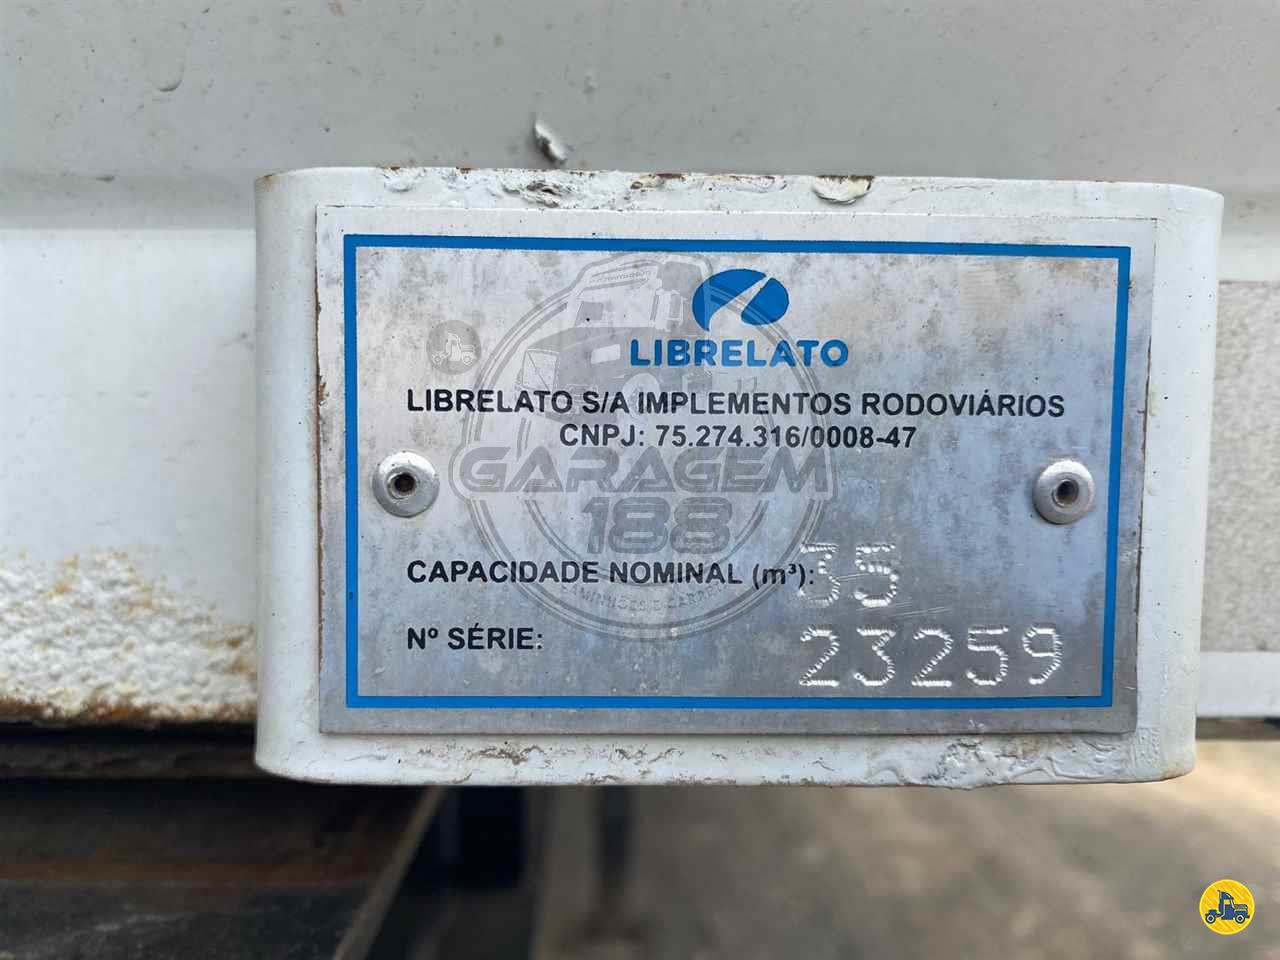 LIBRELATO
LIBRELATO S/A IMPLEMENTOS RODOVIÁRIOS
CNPJ: 75.274.316/0008-47
GARAGEM
188
CAPACIDADE NOMINAL (m³): 35
Nº SÉRIE: 23259